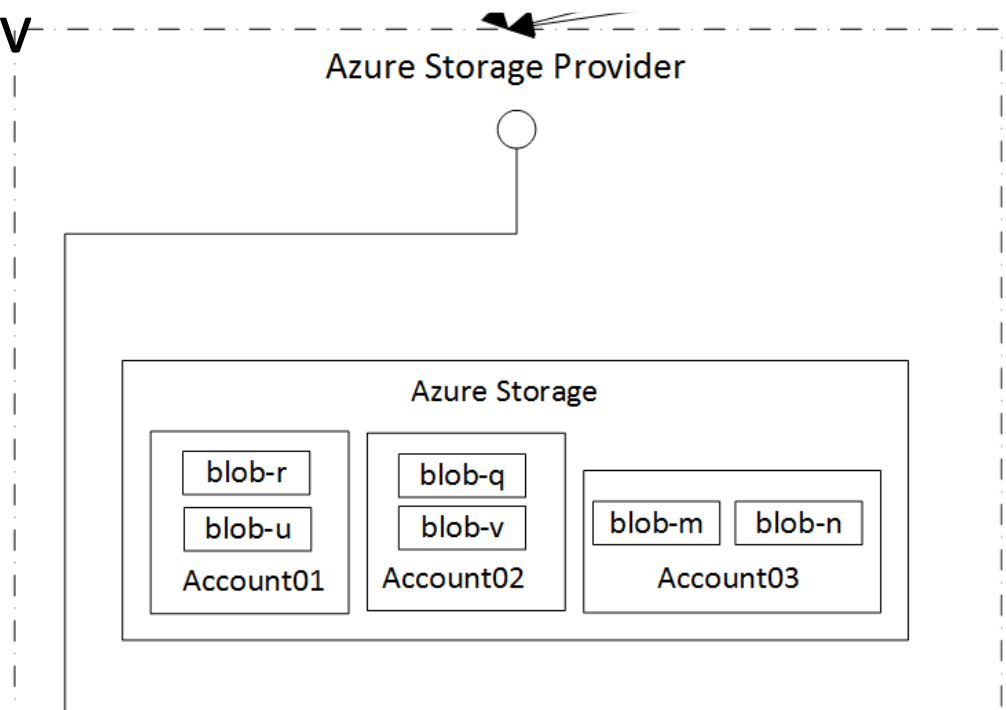 V
Azure Storage Provider
Azure Storage
blob-r
blob-u
Account01
blob-q
blob-v
Account02
blob-m blob-n
Account03